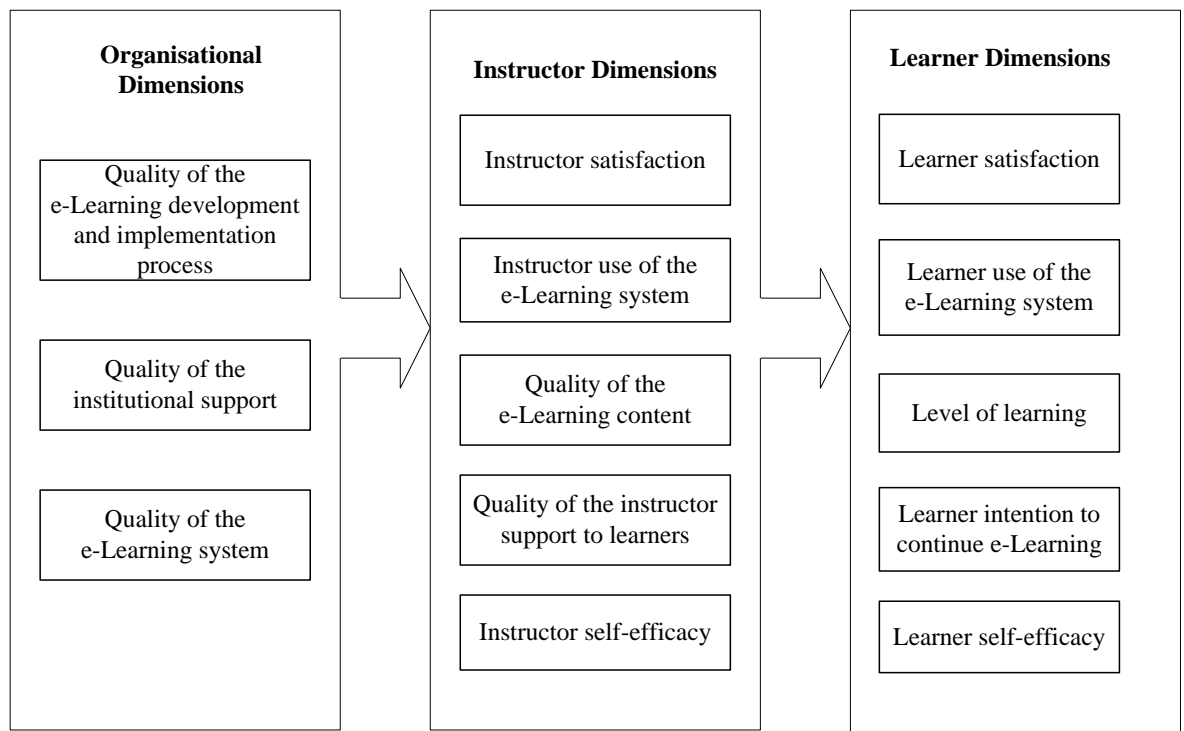 Organisational
Dimensions
Quality of the
e-Learning development
and implementation
process
Quality of the
institutional support
Quality of the
e-Learning system
Instructor Dimensions
Instructor satisfaction
Instructor use of the
e-Learning system
Quality of the
e-Learning content
Quality of the instructor
support to learners
Instructor self-efficacy
Learner Dimensions
Learner satisfaction
Learner use of the
e-Learning system
Level of learning
Learner intention to
continue e-Learning
Learner self-efficacy